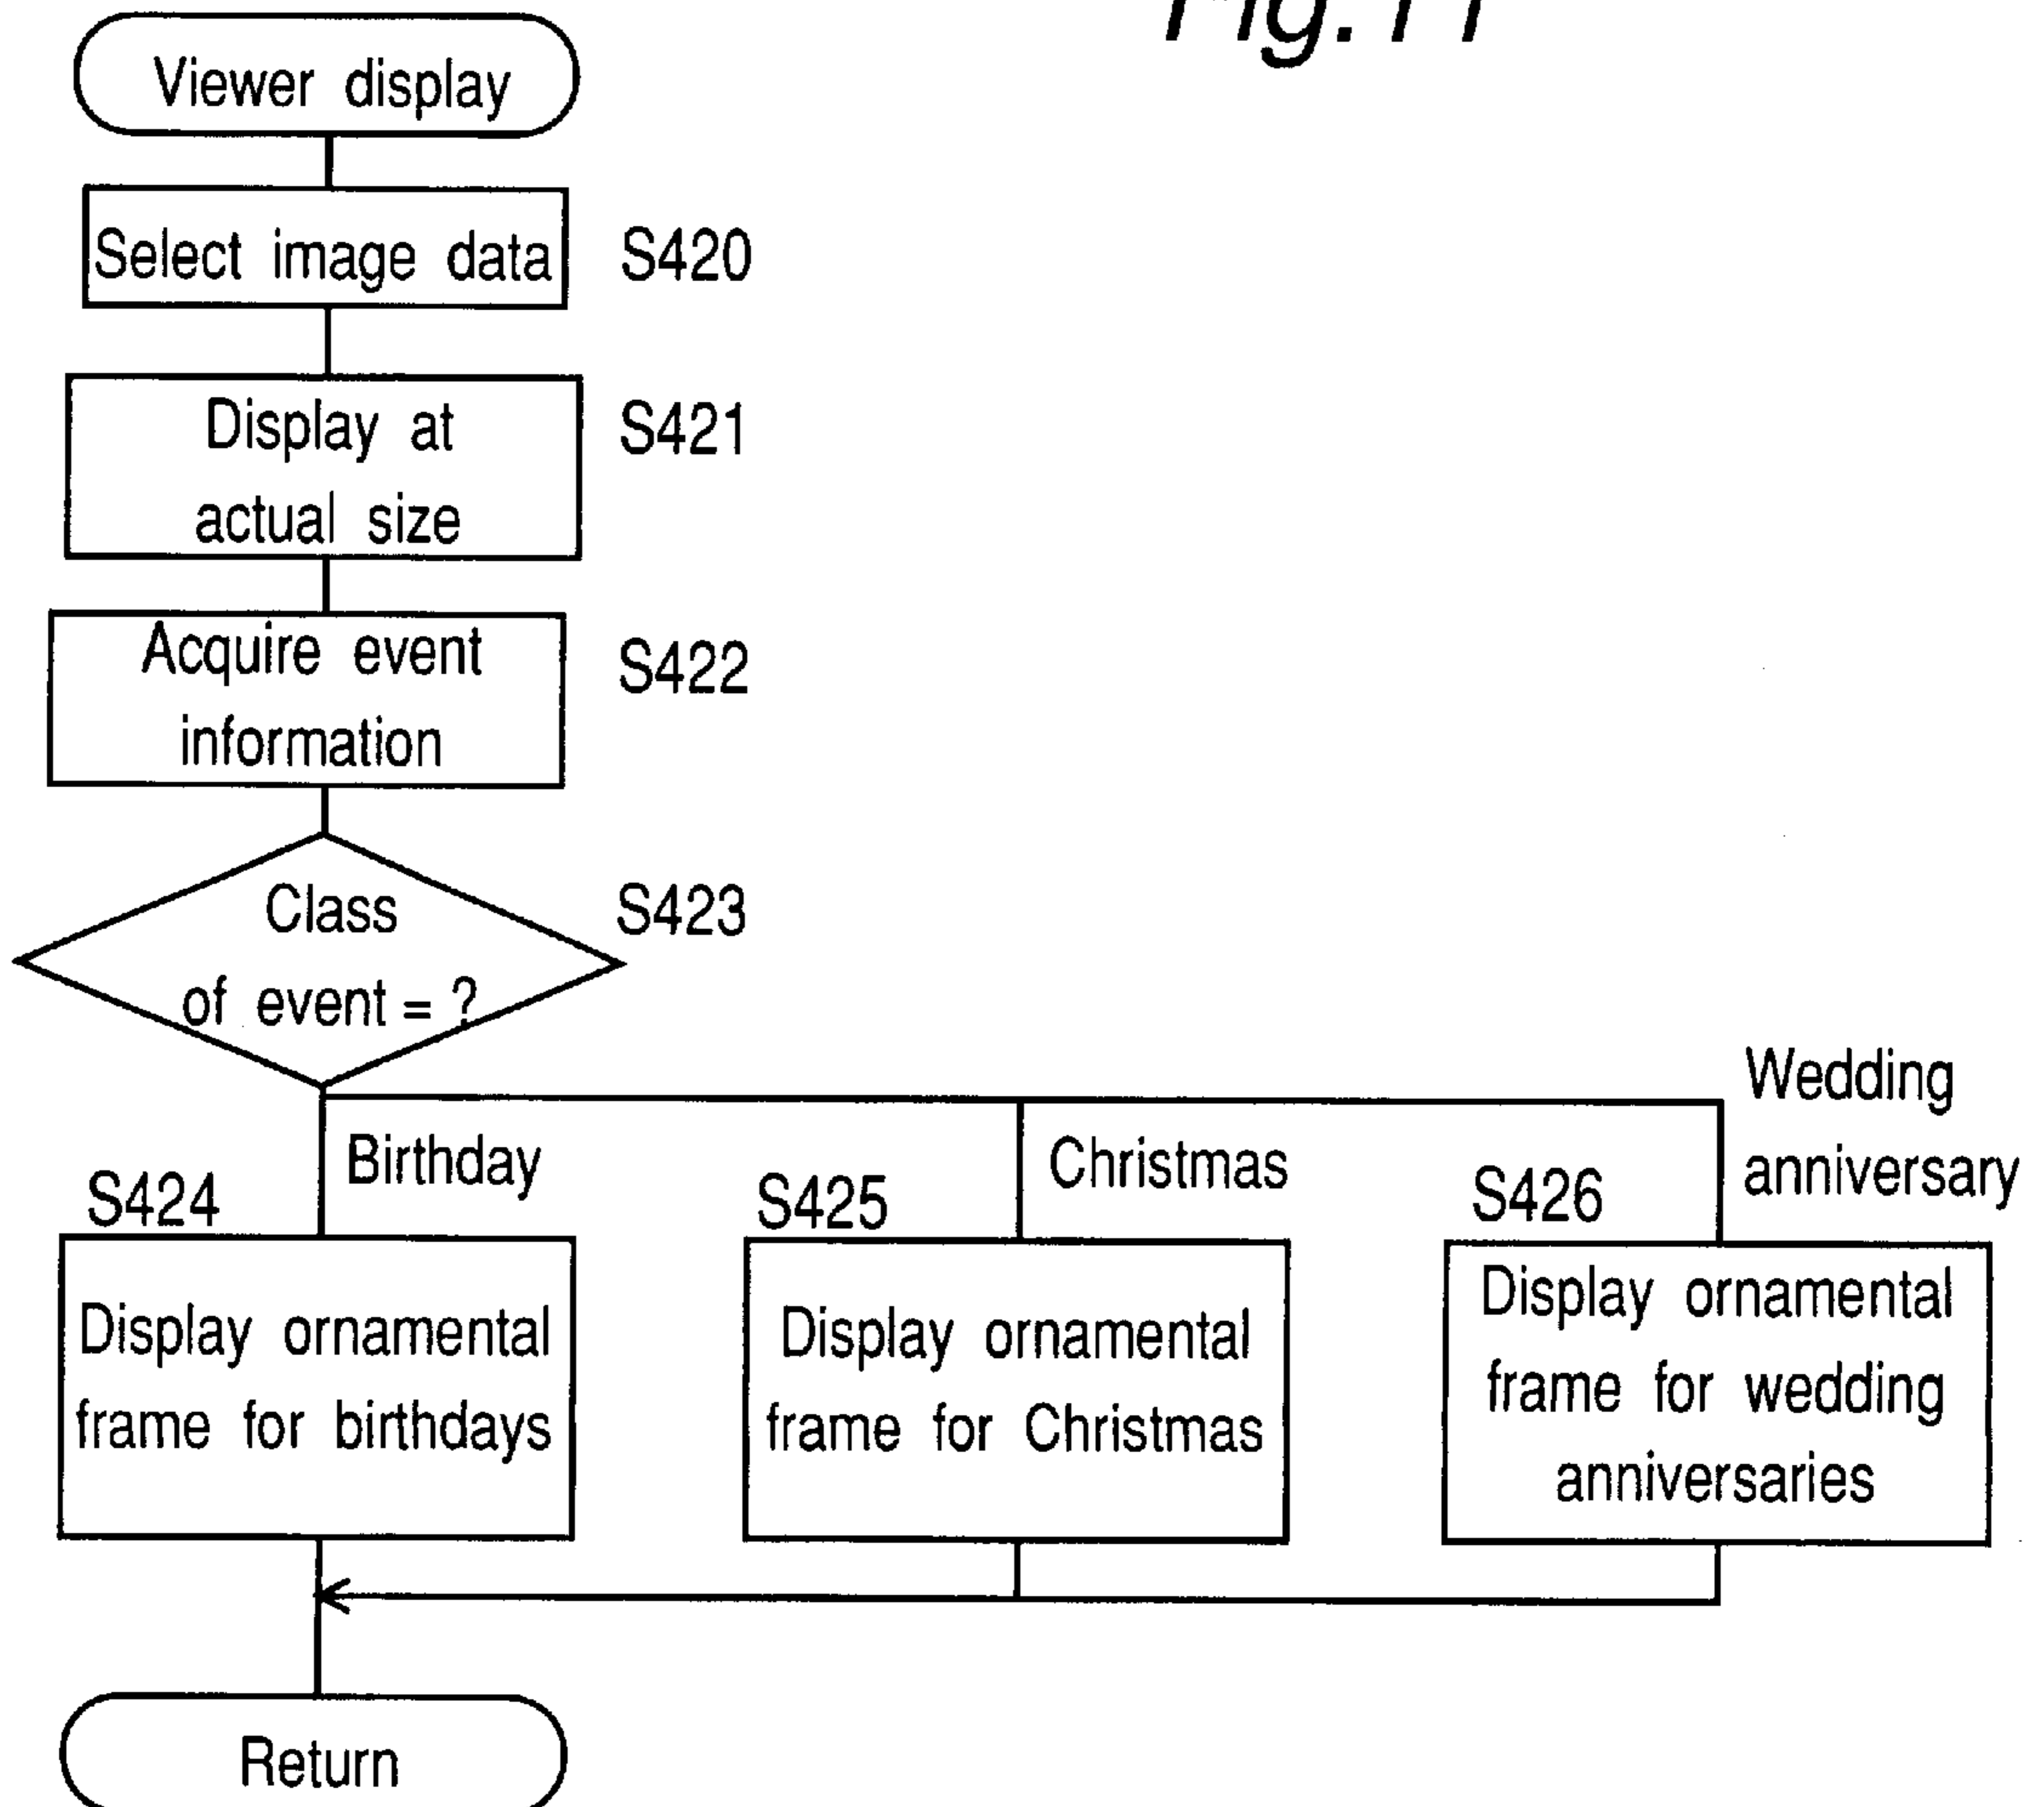 Fig. 11
Viewer display
Select image data
S420
Display at
actual size
S421
Acquire event
information
S422
Class
of event = ?
S423
Birthday
S424
Christmas
S425
Wedding
anniversary
S426
Display ornamental
frame for birthdays
Display ornamental
frame for Christmas
Display ornamental
frame for wedding
anniversaries
Return